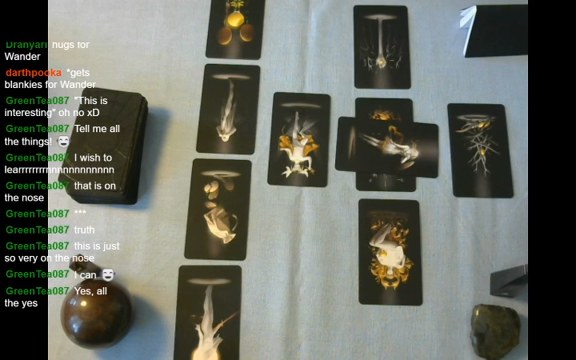 Dranyari hugs for
Wander
darthpooka *gets
blankies for Wander
GreenTea087 "This is
interesting" oh no xD
GreenTea087 Tell me all
the things!
GreenTea087 I wish to
learrrrrrrnnnnnnnnnnn
GreenTea087 that is on
the nose
GreenTea087 ***
GreenTea087 truth
GreenTea087 this is just
so very on the nose
GreenTea087 I can
GreenTea087 Yes, all
the yes